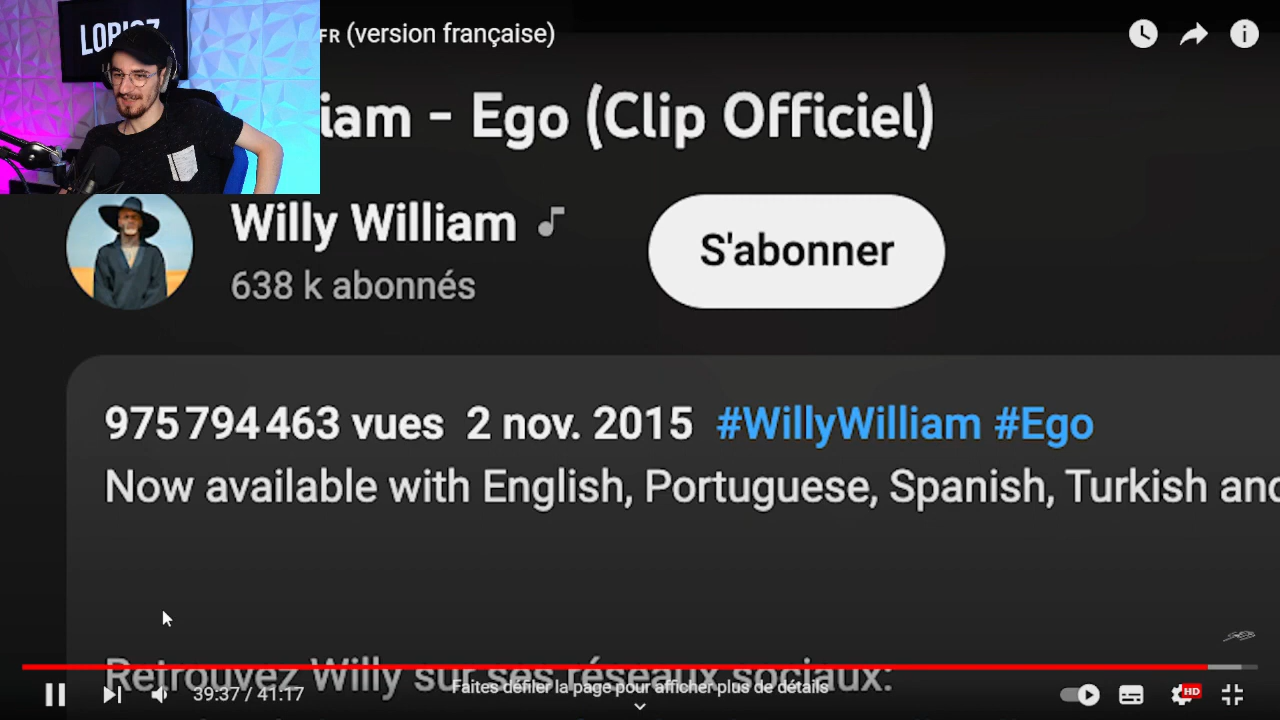 FR (version française)
iam - Ego (Clip Officiel)
Willy William
638 k abonnés
S'abonner
975 794 463 vues 2 nov. 2015 #WillyWilliam #Ego
Now available with English, Portuguese, Spanish, Turkish and
Retrouvez Willy sur ses réseaux sociaux:
Faites défiler la page pour afficher plus de détails
39:37 / 41:17
HD